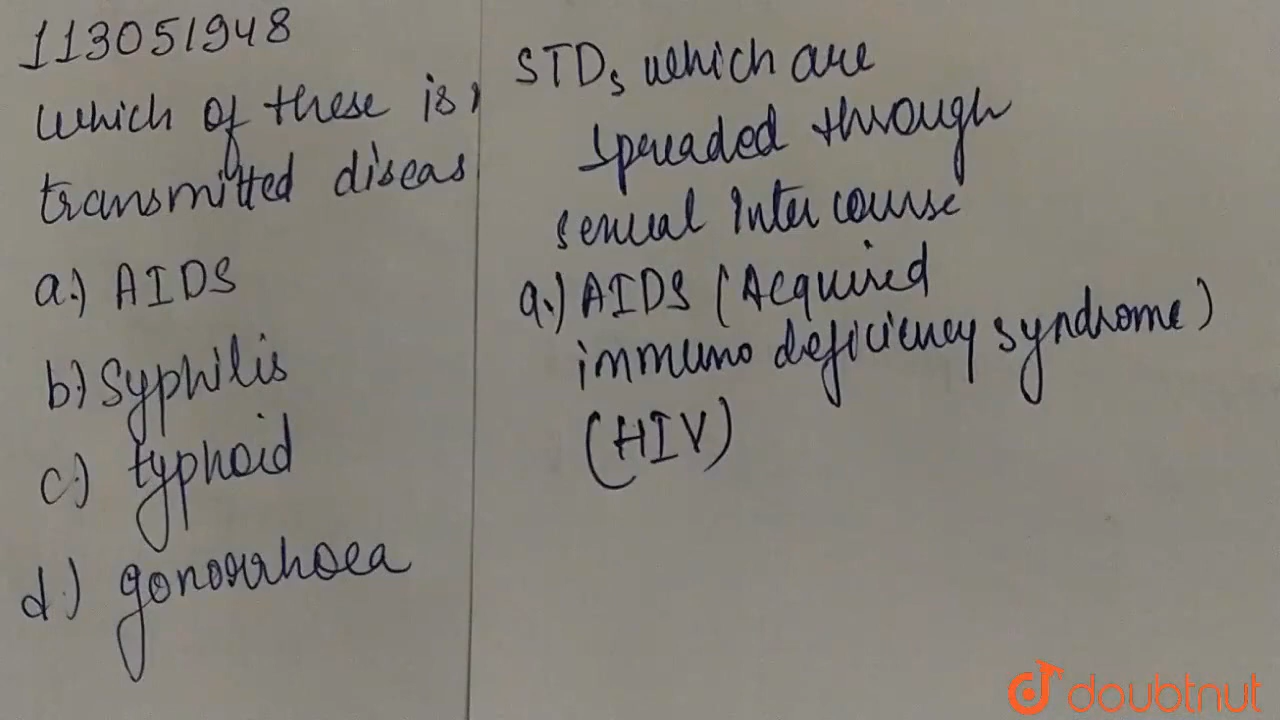 113051948
which of these is
transmitted diseas
a.) AIDS
b.) Syphilis
c.) typhoid
d.) gonorrhoea
STDs which are
spreaded through
sexual Inter course
a.) AIDS (Acquired
immuno deficiency syndrome)
(HIV)
doubtnut